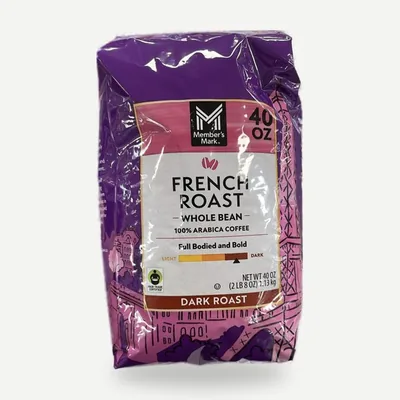 Member's
Mark.
40
OZ
FRENCH
ROAST
WHOLE BEAN
100% ARABICA COFFEE
Full Bodied and Bold
LIGHT DARK
NET WT 40 OZ
(2 LB 8 OZ) 1.13 kg
DARK ROAST